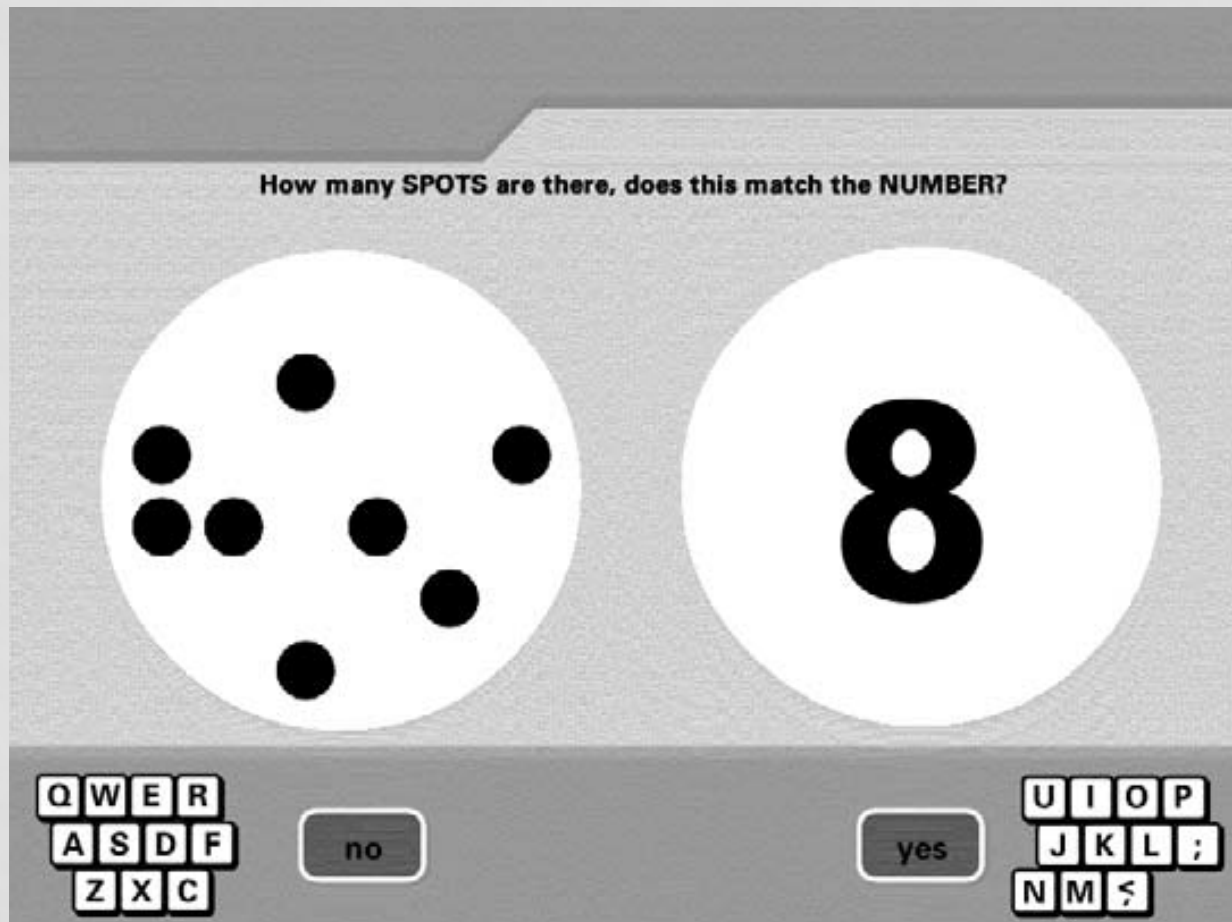 How many SPOTS are there, does this match the NUMBER?
8
Q W E R
A S D F
Z X C
no
yes
U I O P
J K L ;
N M